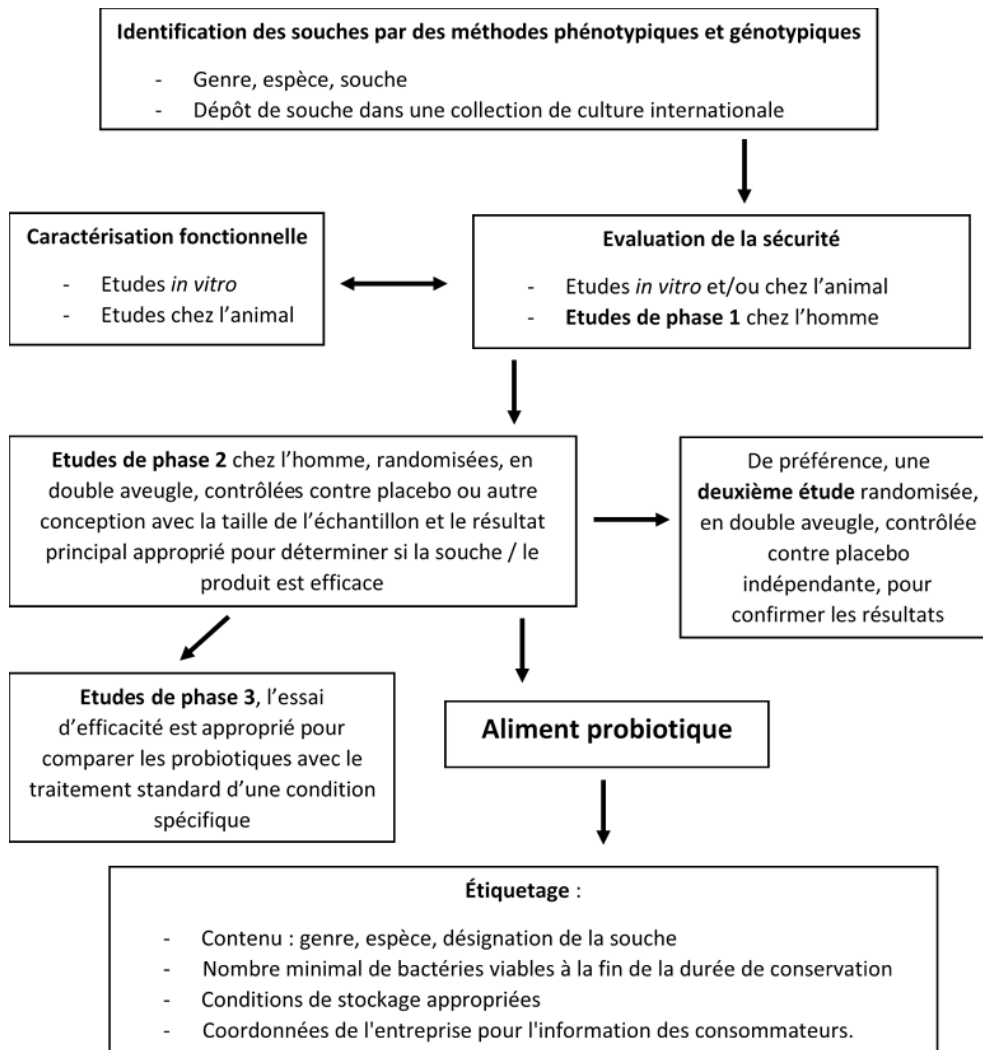 Identification des souches par des méthodes phénotypiques et génotypiques
- Genre, espèce, souche
- Dépôt de souche dans une collection de culture internationale
Caractérisation fonctionnelle
- Etudes in vitro
- Etudes chez l'animal
Evaluation de la sécurité
- Etudes in vitro et/ou chez l'animal
- Etudes de phase 1 chez l'homme
Etudes de phase 2 chez l'homme, randomisées, en
double aveugle, contrôlées contre placebo ou autre
conception avec la taille de l'échantillon et le résultat
principal approprié pour déterminer si la souche / le
produit est efficace
De préférence, une
deuxième étude randomisée,
en double aveugle, contrôlée
contre placebo
indépendante, pour
confirmer les résultats
Etudes de phase 3, l'essai
d'efficacité est approprié pour
comparer les probiotiques avec le
traitement standard d'une condition
spécifique
Aliment probiotique
Étiquetage :
- Contenu : genre, espèce, désignation de la souche
- Nombre minimal de bactéries viables à la fin de la durée de conservation
- Conditions de stockage appropriées
- Coordonnées de l'entreprise pour l'information des consommateurs.